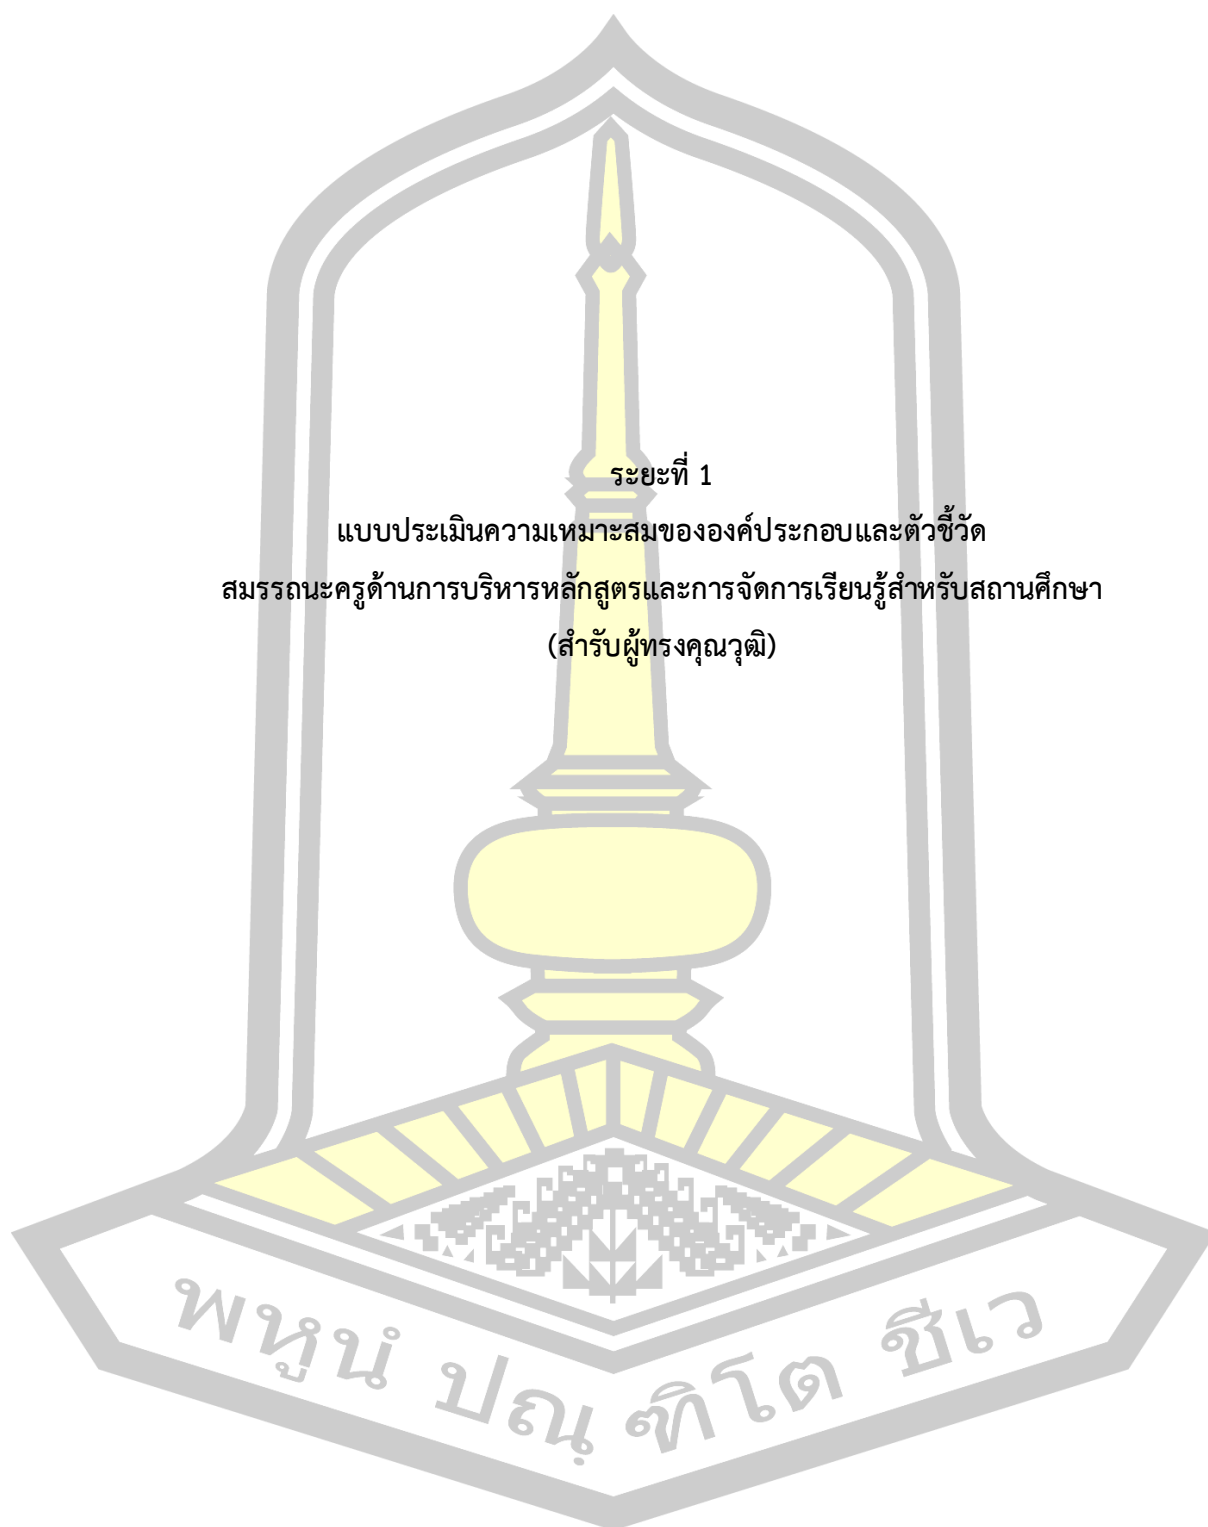 ระยะที่ 1
แบบประเมินความเหมาะสมขององค์ประกอบและตัวชี้วัด
สมรรถนะครูด้านการบริหารหลักสูตรและการจัดการเรียนรู้สำหรับสถานศึกษา
(สำรับผู้ทรงคุณวุฒิ)
พหูนํ ปณฺฑิโต ชีเว